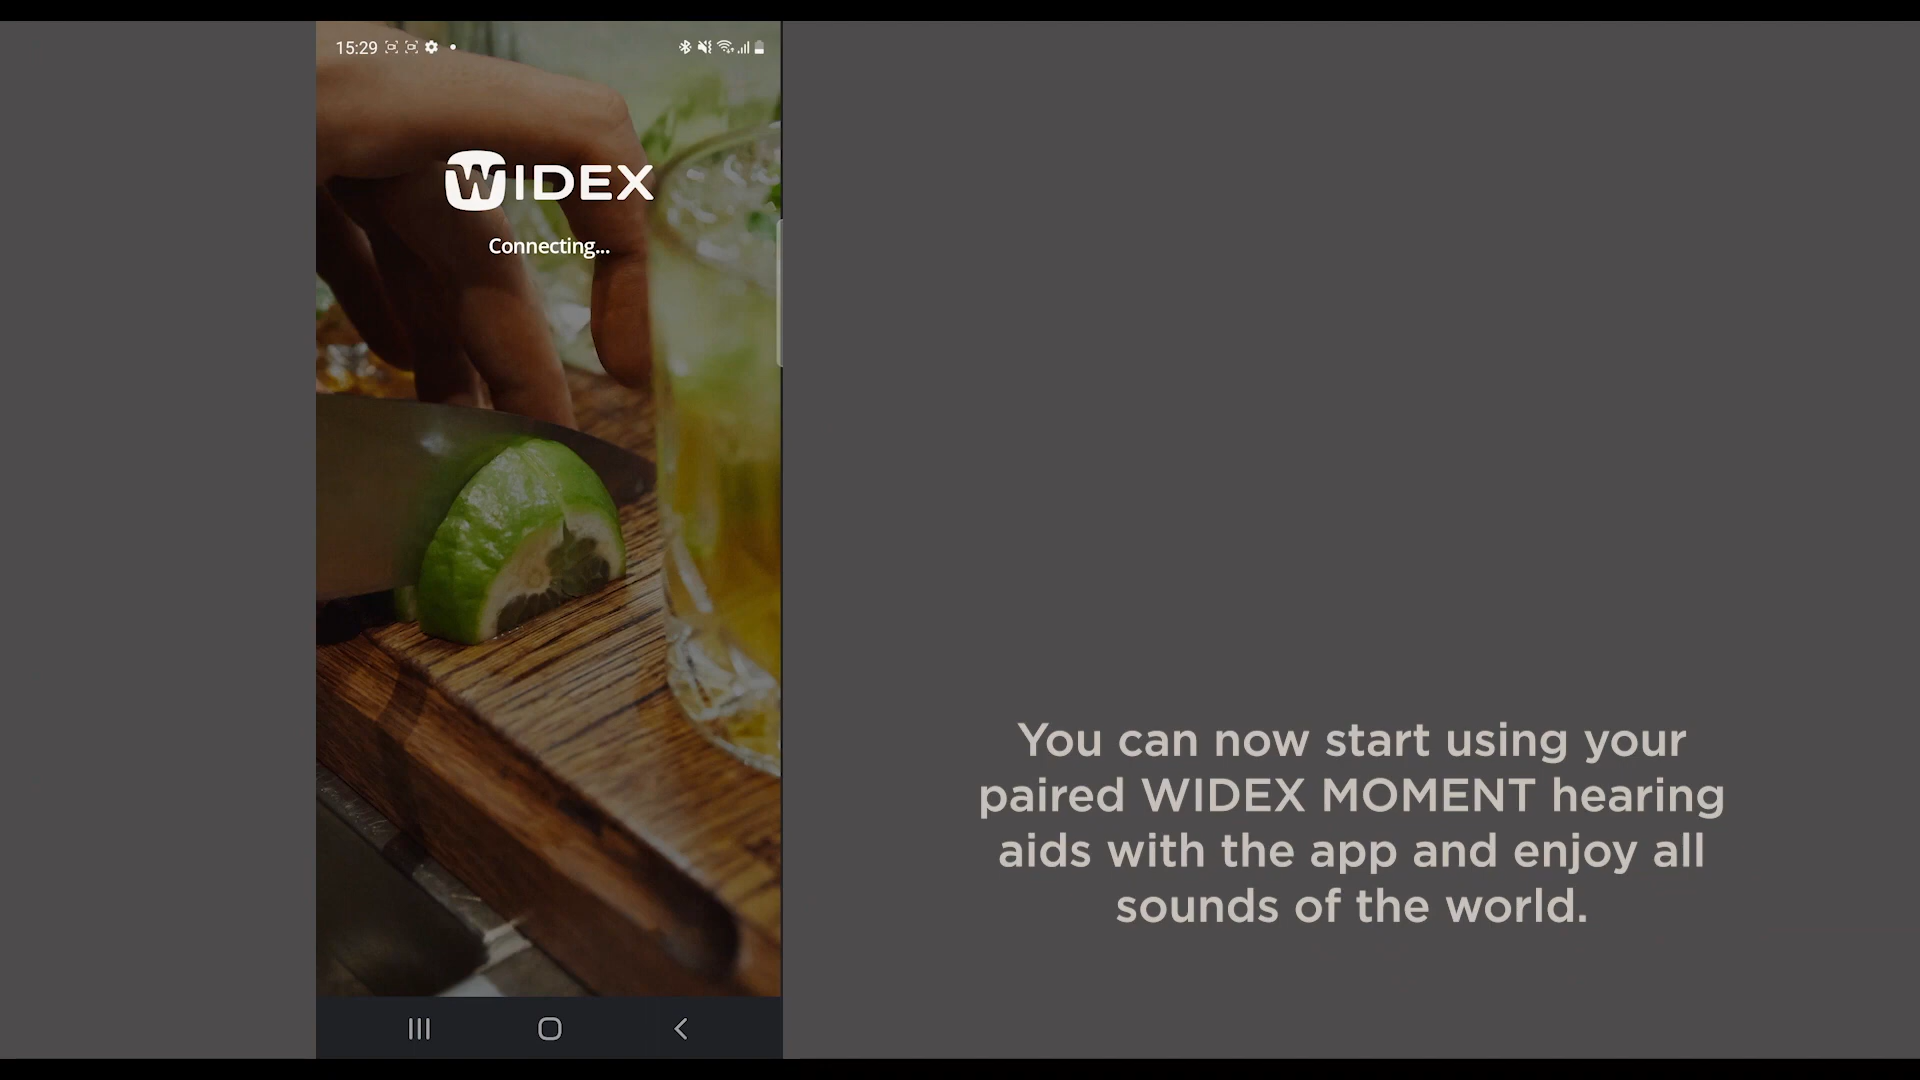 15:29
WIDEX
Connecting...
You can now start using your
paired WIDEX MOMENT hearing
aids with the app and enjoy all
sounds of the world.